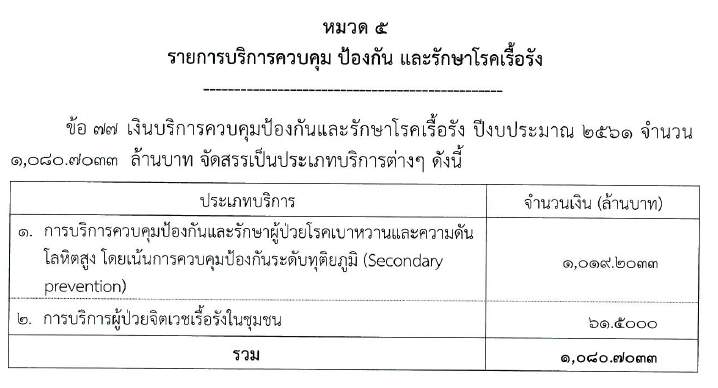 หมวด ๕
รายการบริการควบคุม ป้องกัน และรักษาโรคเรื้อรัง
ข้อ ๗๗ เงินบริการควบคุมป้องกันและรักษาโรคเรื้อรัง ปีงบประมาณ ๒๕๖๑ จำนวน
๑,๐๘๐.๗๐๓๓ ล้านบาท จัดสรรเป็นประเภทบริการต่างๆ ดังนี้
ประเภทบริการ จำนวนเงิน (ล้านบาท)
๑. การบริการควบคุมป้องกันและรักษาผู้ป่วยโรคเบาหวานและความดัน
โลหิตสูง โดยเน้นการควบคุมป้องกันระดับทุติยภูมิ (Secondary ๑,๐๑๙.๒๐๓๓
prevention)
๒. การบริการผู้ป่วยจิตเวชเรื้อรังในชุมชน ๖๑.๕๐๐๐
รวม ๑,๐๘๐.๗๐๓๓